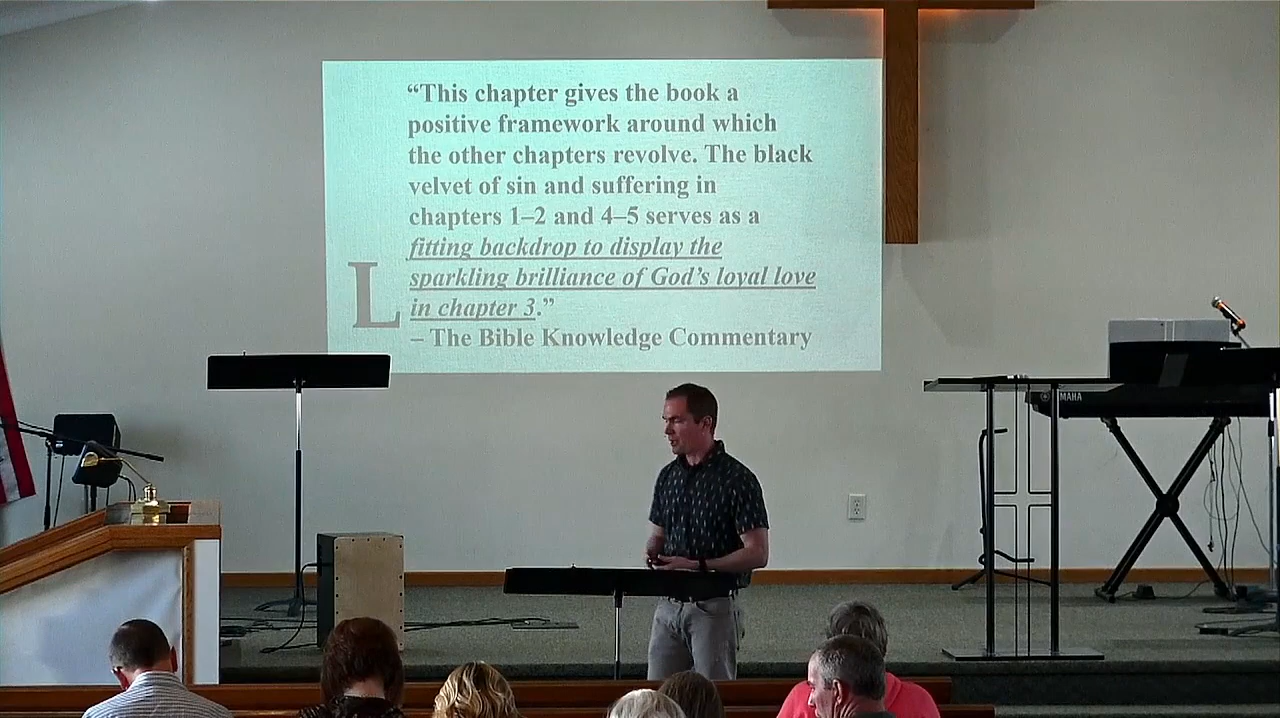 “This chapter gives the book a
positive framework around which
the other chapters revolve. The black
velvet of sin and suffering in
chapters 1–2 and 4–5 serves as a
fitting backdrop to display the
sparkling brilliance of God’s loyal love
L in chapter 3.”
– The Bible Knowledge Commentary
MAHA